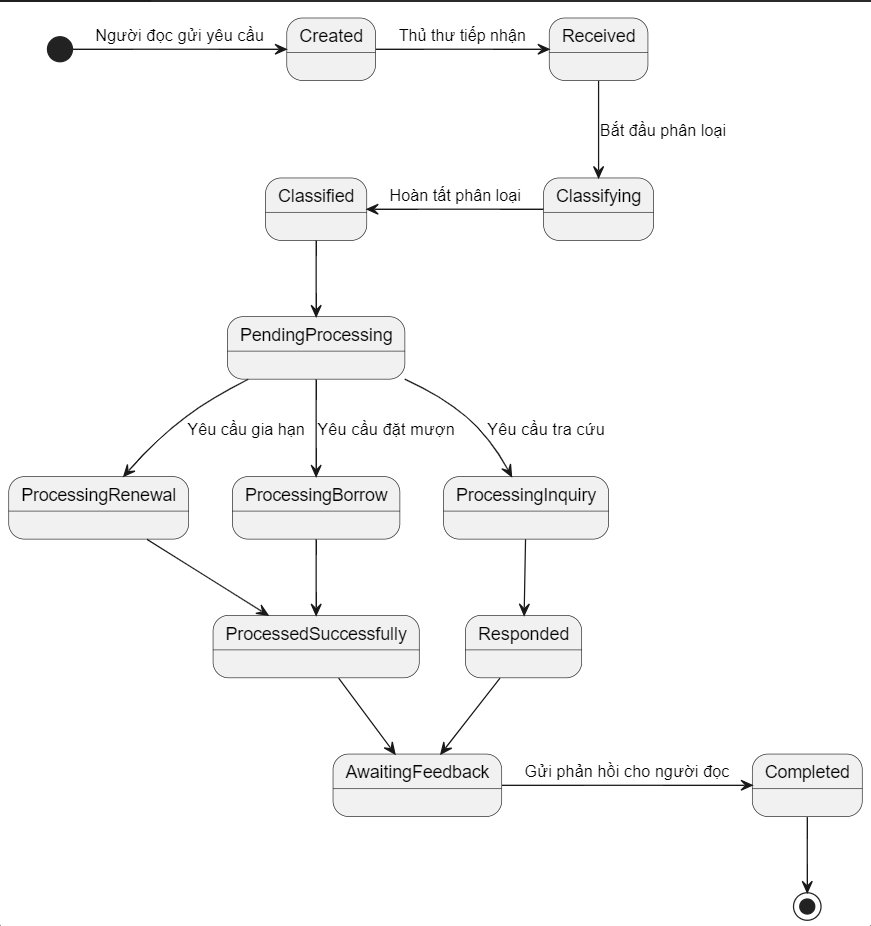 Người đọc gửi yêu cầu
Created
Thủ thư tiếp nhận
Received
Bắt đầu phân loại
Classified
Hoàn tất phân loại
Classifying
PendingProcessing
Yêu cầu gia hạn
Yêu cầu đặt mượn
Yêu cầu tra cứu
ProcessingRenewal
ProcessingBorrow
ProcessingInquiry
ProcessedSuccessfully
Responded
AwaitingFeedback
Gửi phản hồi cho người đọc
Completed